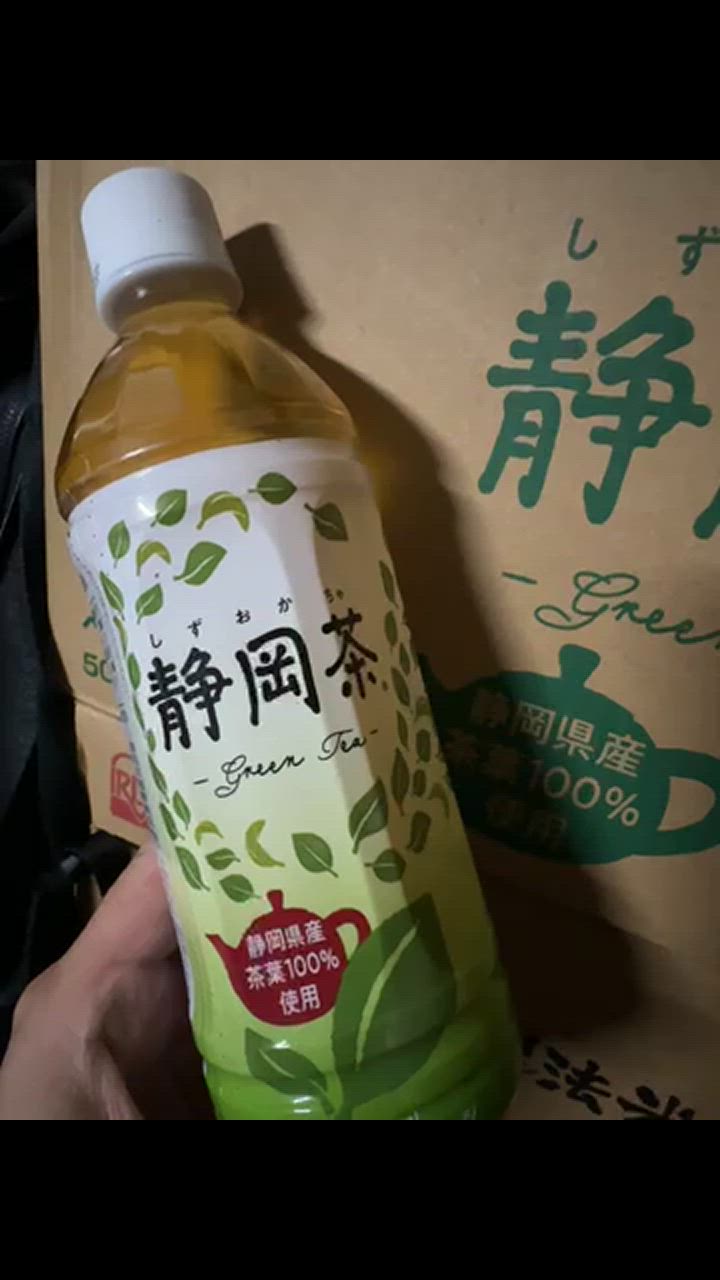 しずおかちゃ
静岡茶
-Green Tea-
静岡県産
茶葉100%
使用
しず
静
-Green
静岡県産
茶葉100%
使用
50